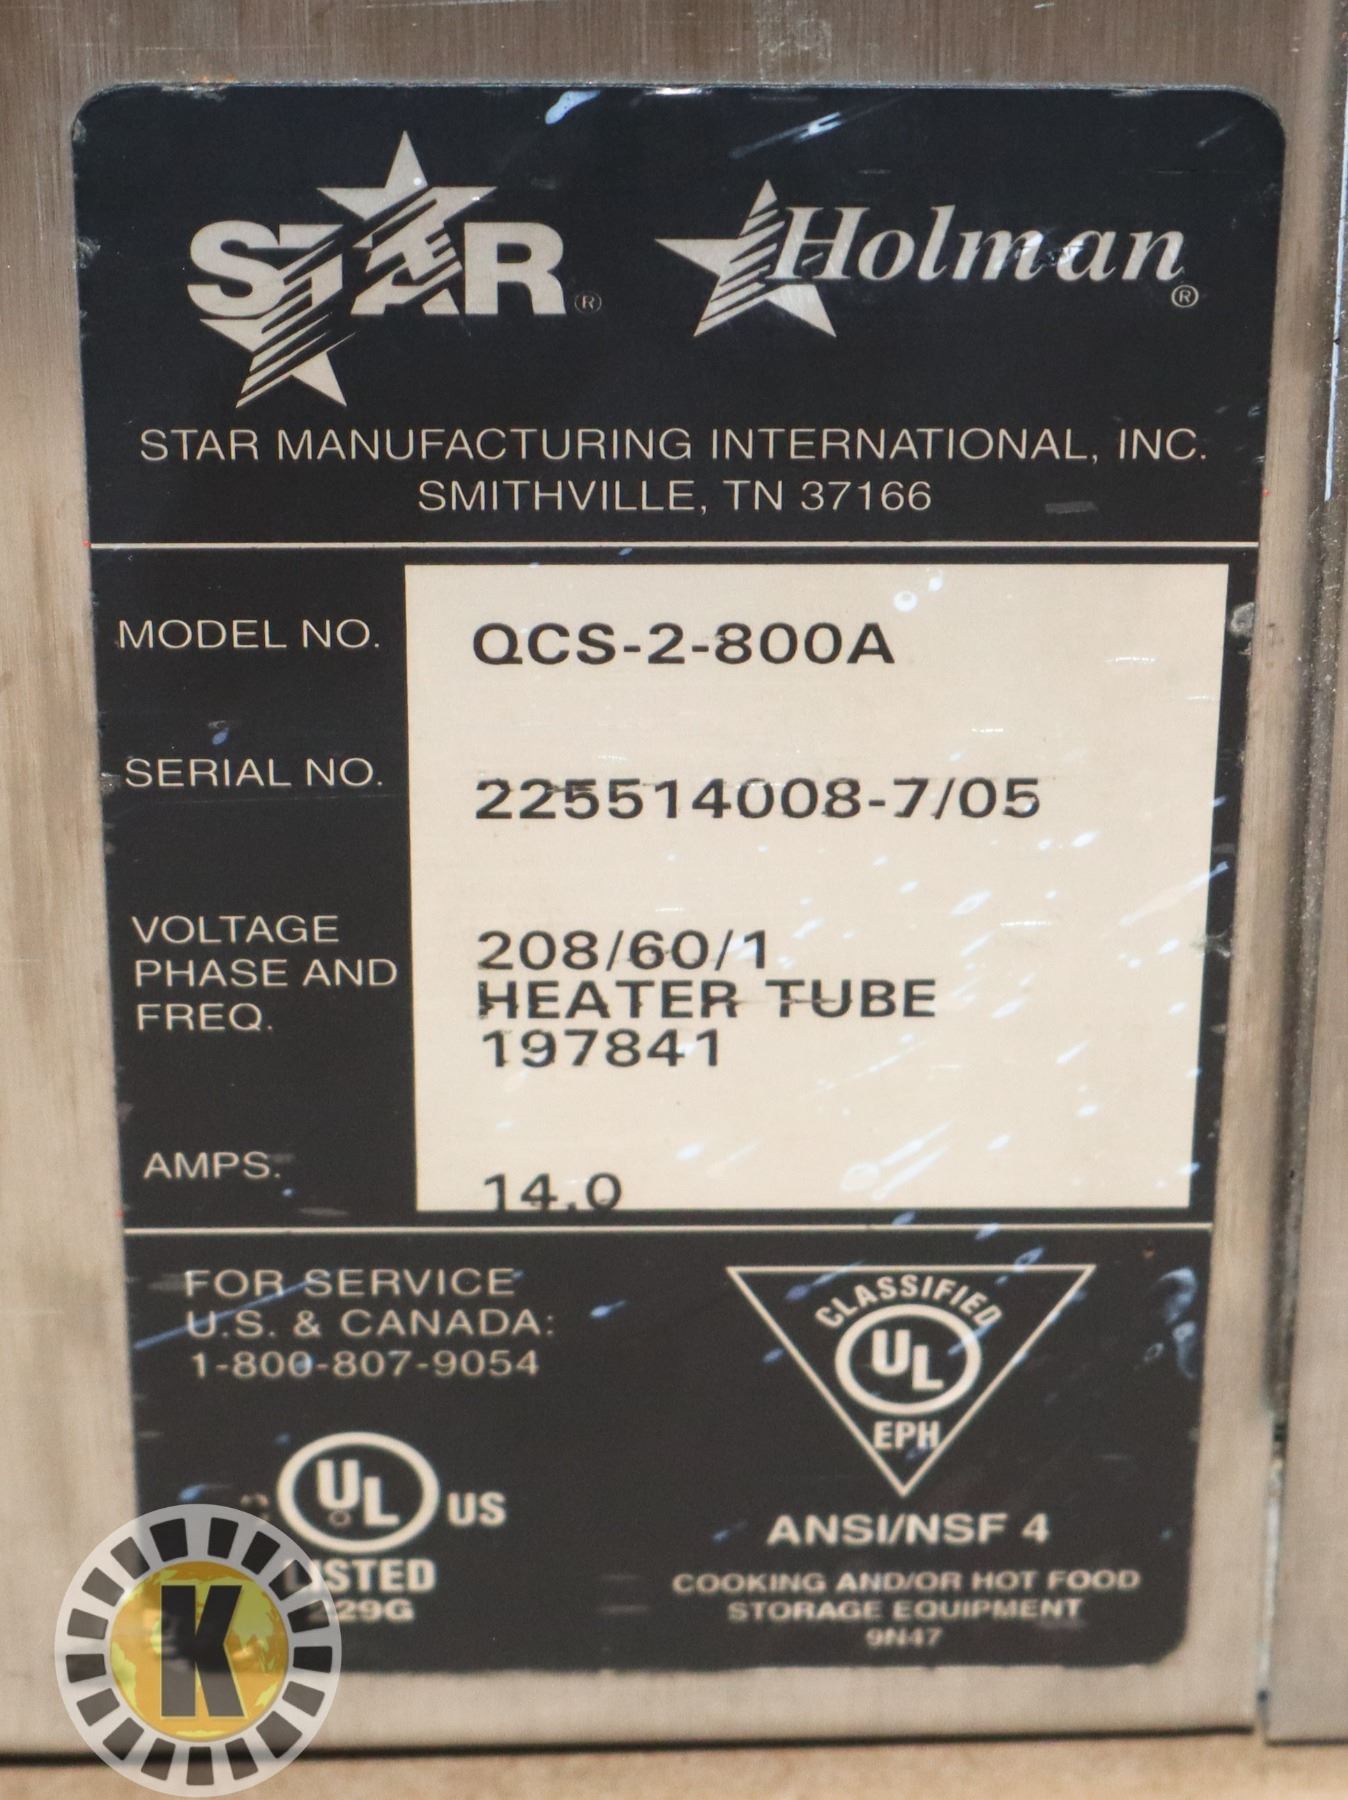 STAR® Holman®
STAR MANUFACTURING INTERNATIONAL, INC.
SMITHVILLE, TN 37166
MODEL NO. QCS-2-800A
SERIAL NO. 225514008-7/05
VOLTAGE
PHASE AND
FREQ.
208/60/1
HEATER TUBE
197841
AMPS. 14.0
FOR SERVICE
U.S. & CANADA:
1-800-807-9054
UL US
LISTED
229G
CLASSIFIED
UL
EPH
ANSI/NSF 4
COOKING AND/OR HOT FOOD
STORAGE EQUIPMENT
9N47
K